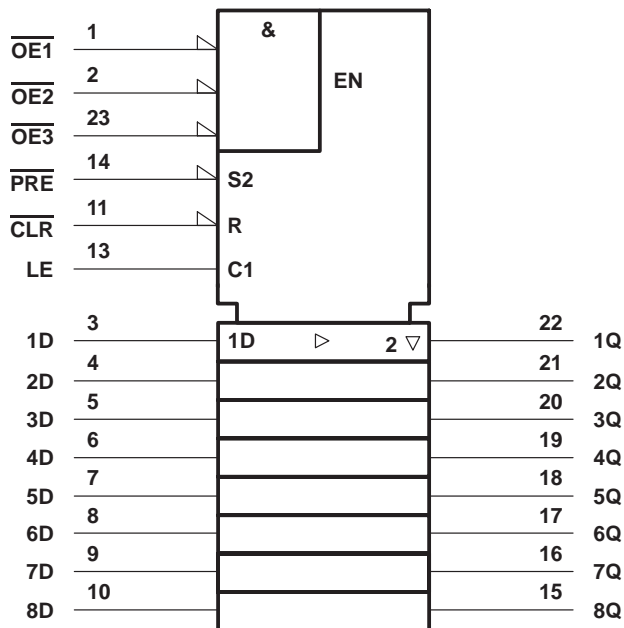 OE1 1 &
OE2 2 EN
OE3 23
PRE 14 S2
CLR 11 R
LE 13 C1
1D 3 1D 2 22 1Q
2D 4 21 2Q
3D 5 20 3Q
4D 6 19 4Q
5D 7 18 5Q
6D 8 17 6Q
7D 9 16 7Q
8D 10 15 8Q